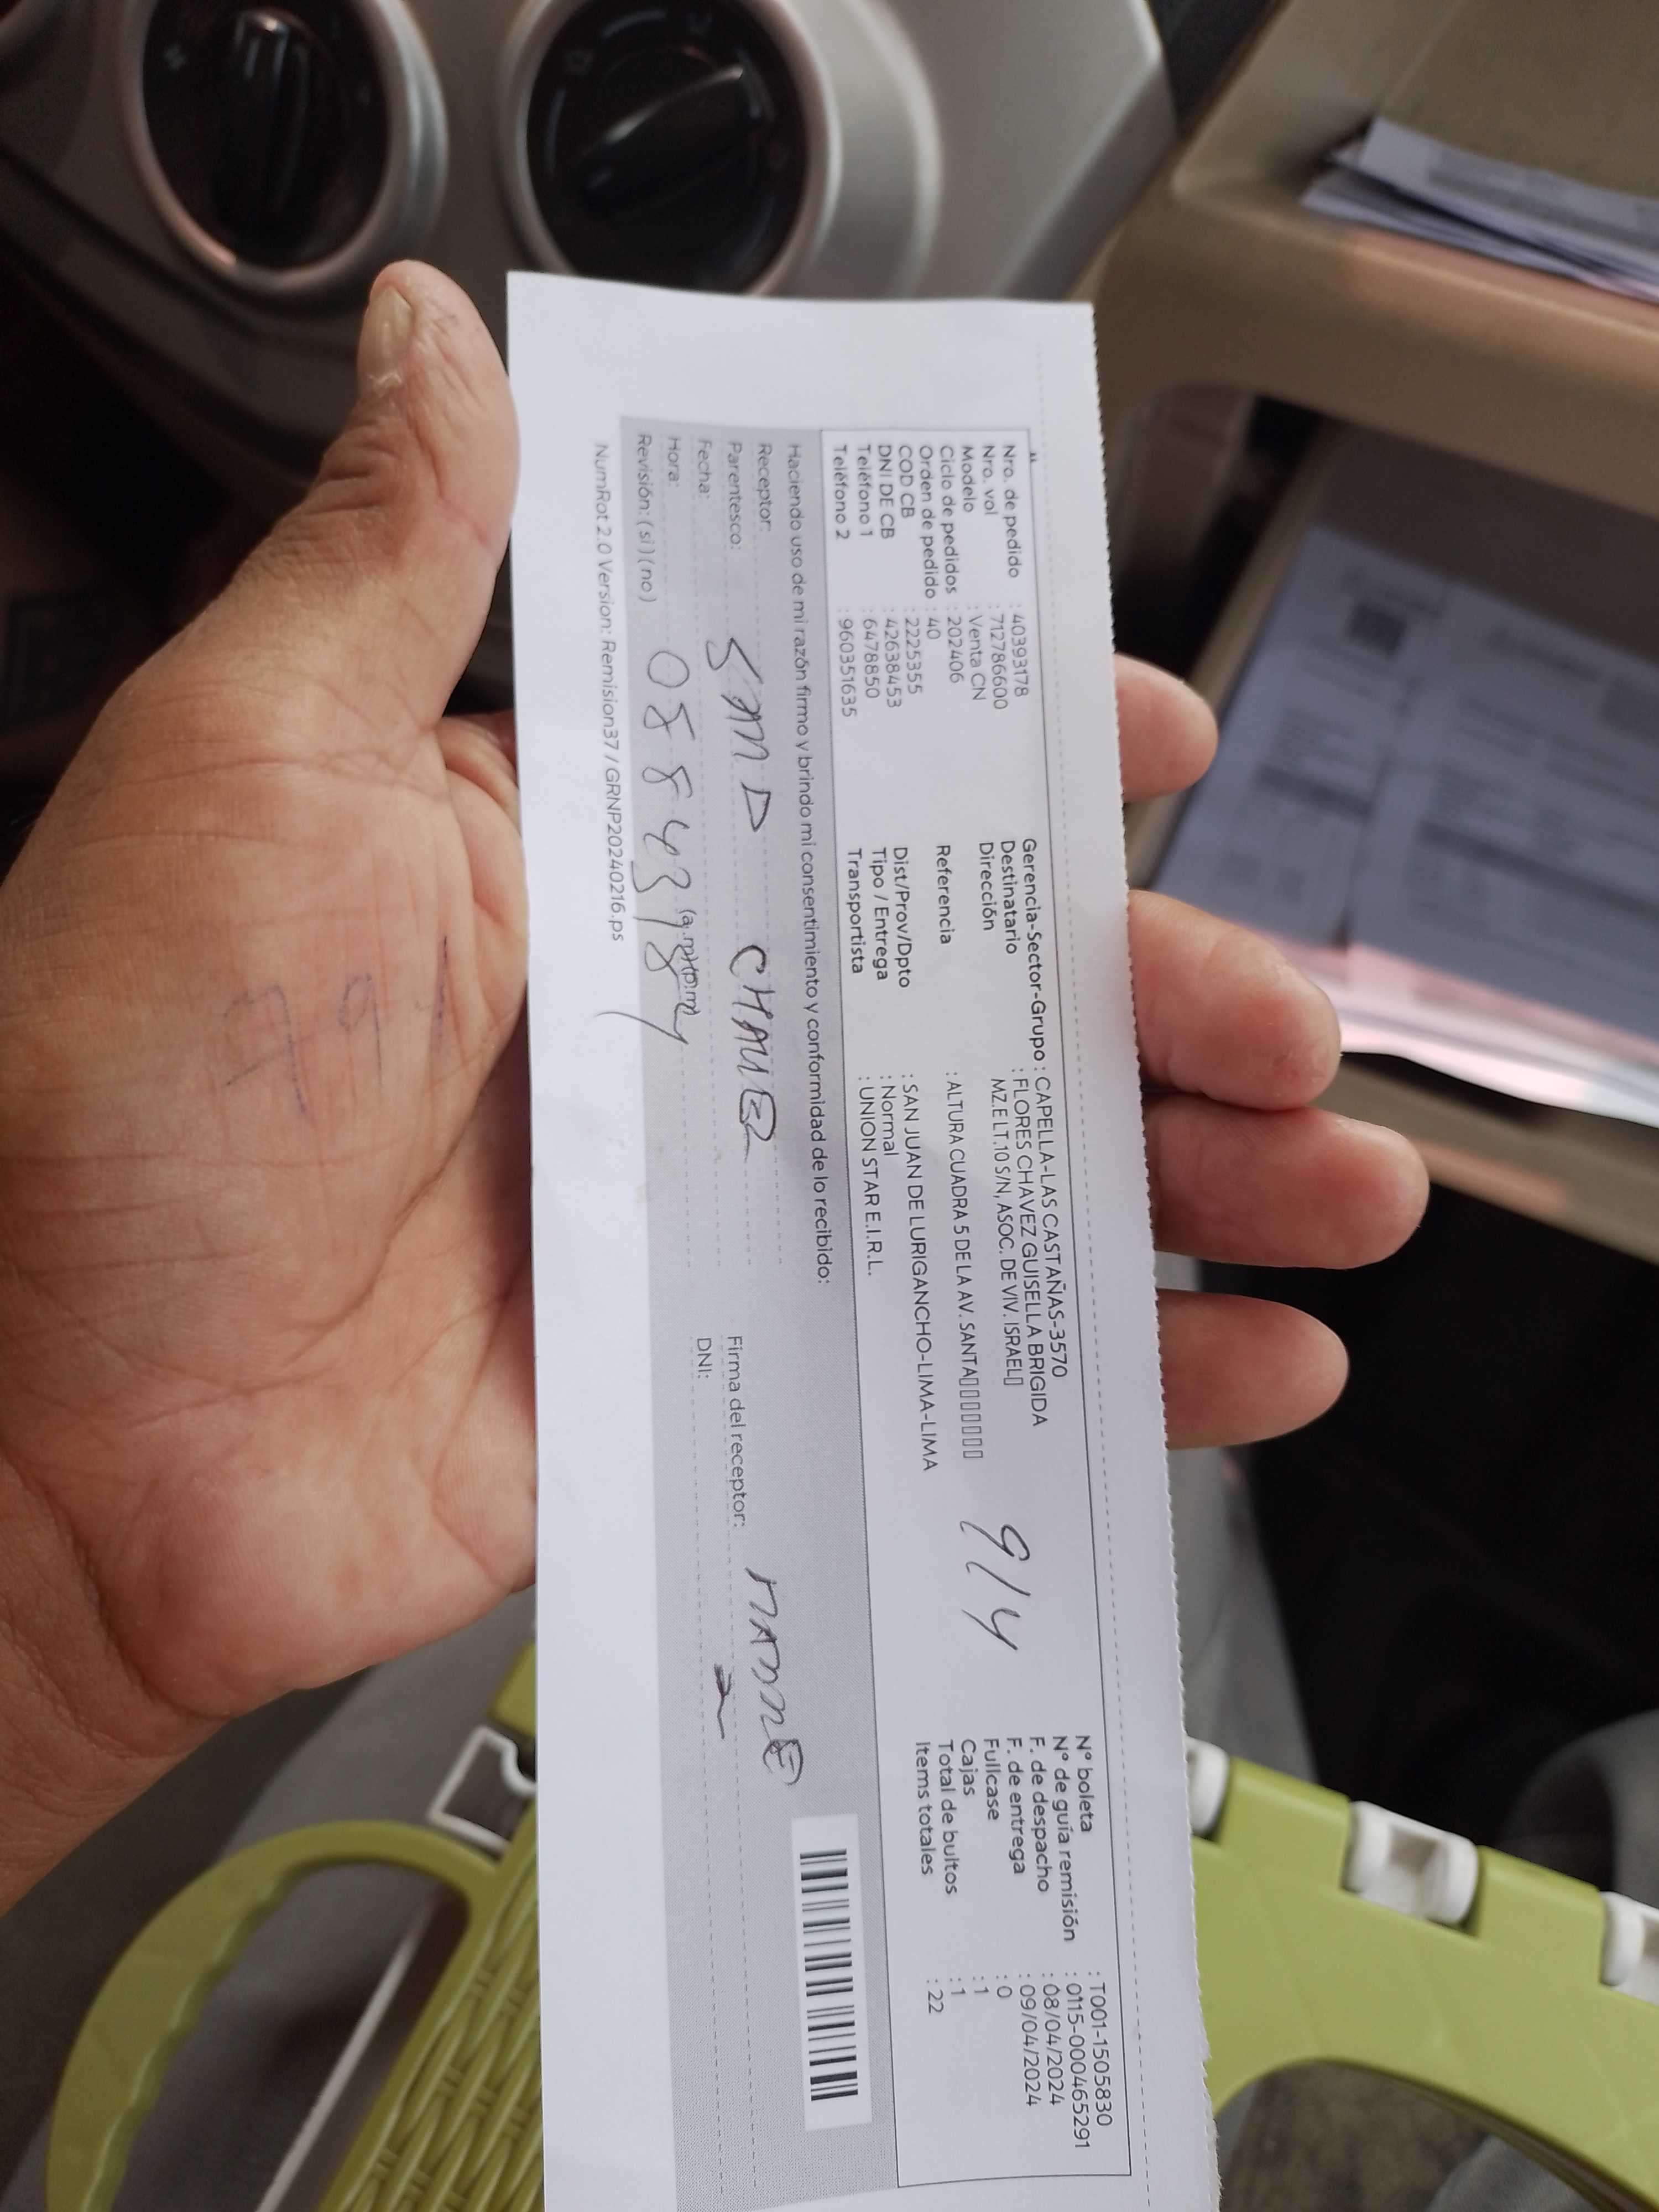 Nro. de pedido : 40393178
Nro. vol : 712786600
Modelo : Venta CN
Ciclo de pedidos : 202406
Orden de pedido : 40
COD CB : 2225355
DNI DE CB : 42638453
Teléfono 1 : 6478850
Teléfono 2 : 960351635
Gerencia-Sector-Grupo : CAPELLA-LAS CASTAÑAS-3570
Destinatario : FLORES CHAVEZ GUISELLA BRIGIDA
Dirección MZ.E LT.10 S/N, ASOC. DE VIV. ISRAEL
Referencia : ALTURA CUADRA 5 DE LA AV. SANTA
Dist/Prov/Dpto : SAN JUAN DE LURIGANCHO-LIMA-LIMA
Tipo / Entrega : Normal
Transportista : UNION STAR E.I.R.L.
9/4
N° boleta : T001-1505830
N° de guía remisión : 0115-000465291
F. de despacho : 08/04/2024
F. de entrega : 09/04/2024
Fullcase : 0
Cajas : 1
Total de bultos : 1
Items totales : 22
Haciendo uso de mi razón firmo y brindo mi consentimiento y conformidad de lo recibido:
Receptor:
Parentesco:
CHAVEZ
Fecha:
Hora: (a.m)(p.m)
Revisión: (si) (no)
Firma del receptor:
DNI:
NumRot 2.0 Version: Remision37 / GRNP20240216.ps